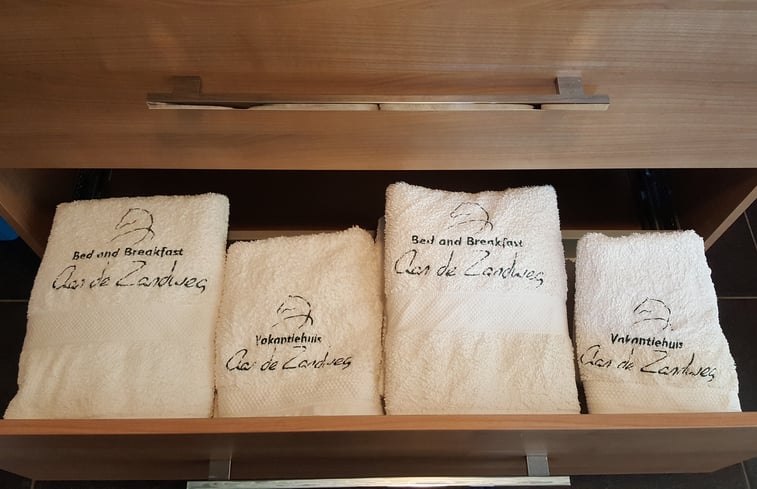 Bed and Breakfast
Aan de Zandweg
Vakantiehuis
Aan de Zandweg
Bed and Breakfast
Aan de Zandweg
Vakantiehuis
Aan de Zandweg